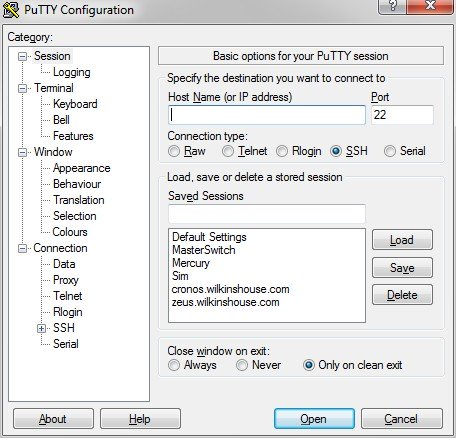 PuTTY Configuration
Category:
Session
Logging
Terminal
Keyboard
Bell
Features
Window
Appearance
Behaviour
Translation
Selection
Colours
Connection
Data
Proxy
Telnet
Rlogin
SSH
Serial
Basic options for your PuTTY session
Specify the destination you want to connect to
Host Name (or IP address) Port
22
Connection type:
Raw Telnet Rlogin SSH Serial
Load, save or delete a stored session
Saved Sessions
Default Settings
MasterSwitch
Mercury
Sim
cronos.wilkinshouse.com
zeus.wilkinshouse.com
Load
Save
Delete
Close window on exit:
Always Never Only on clean exit
About Help Open Cancel